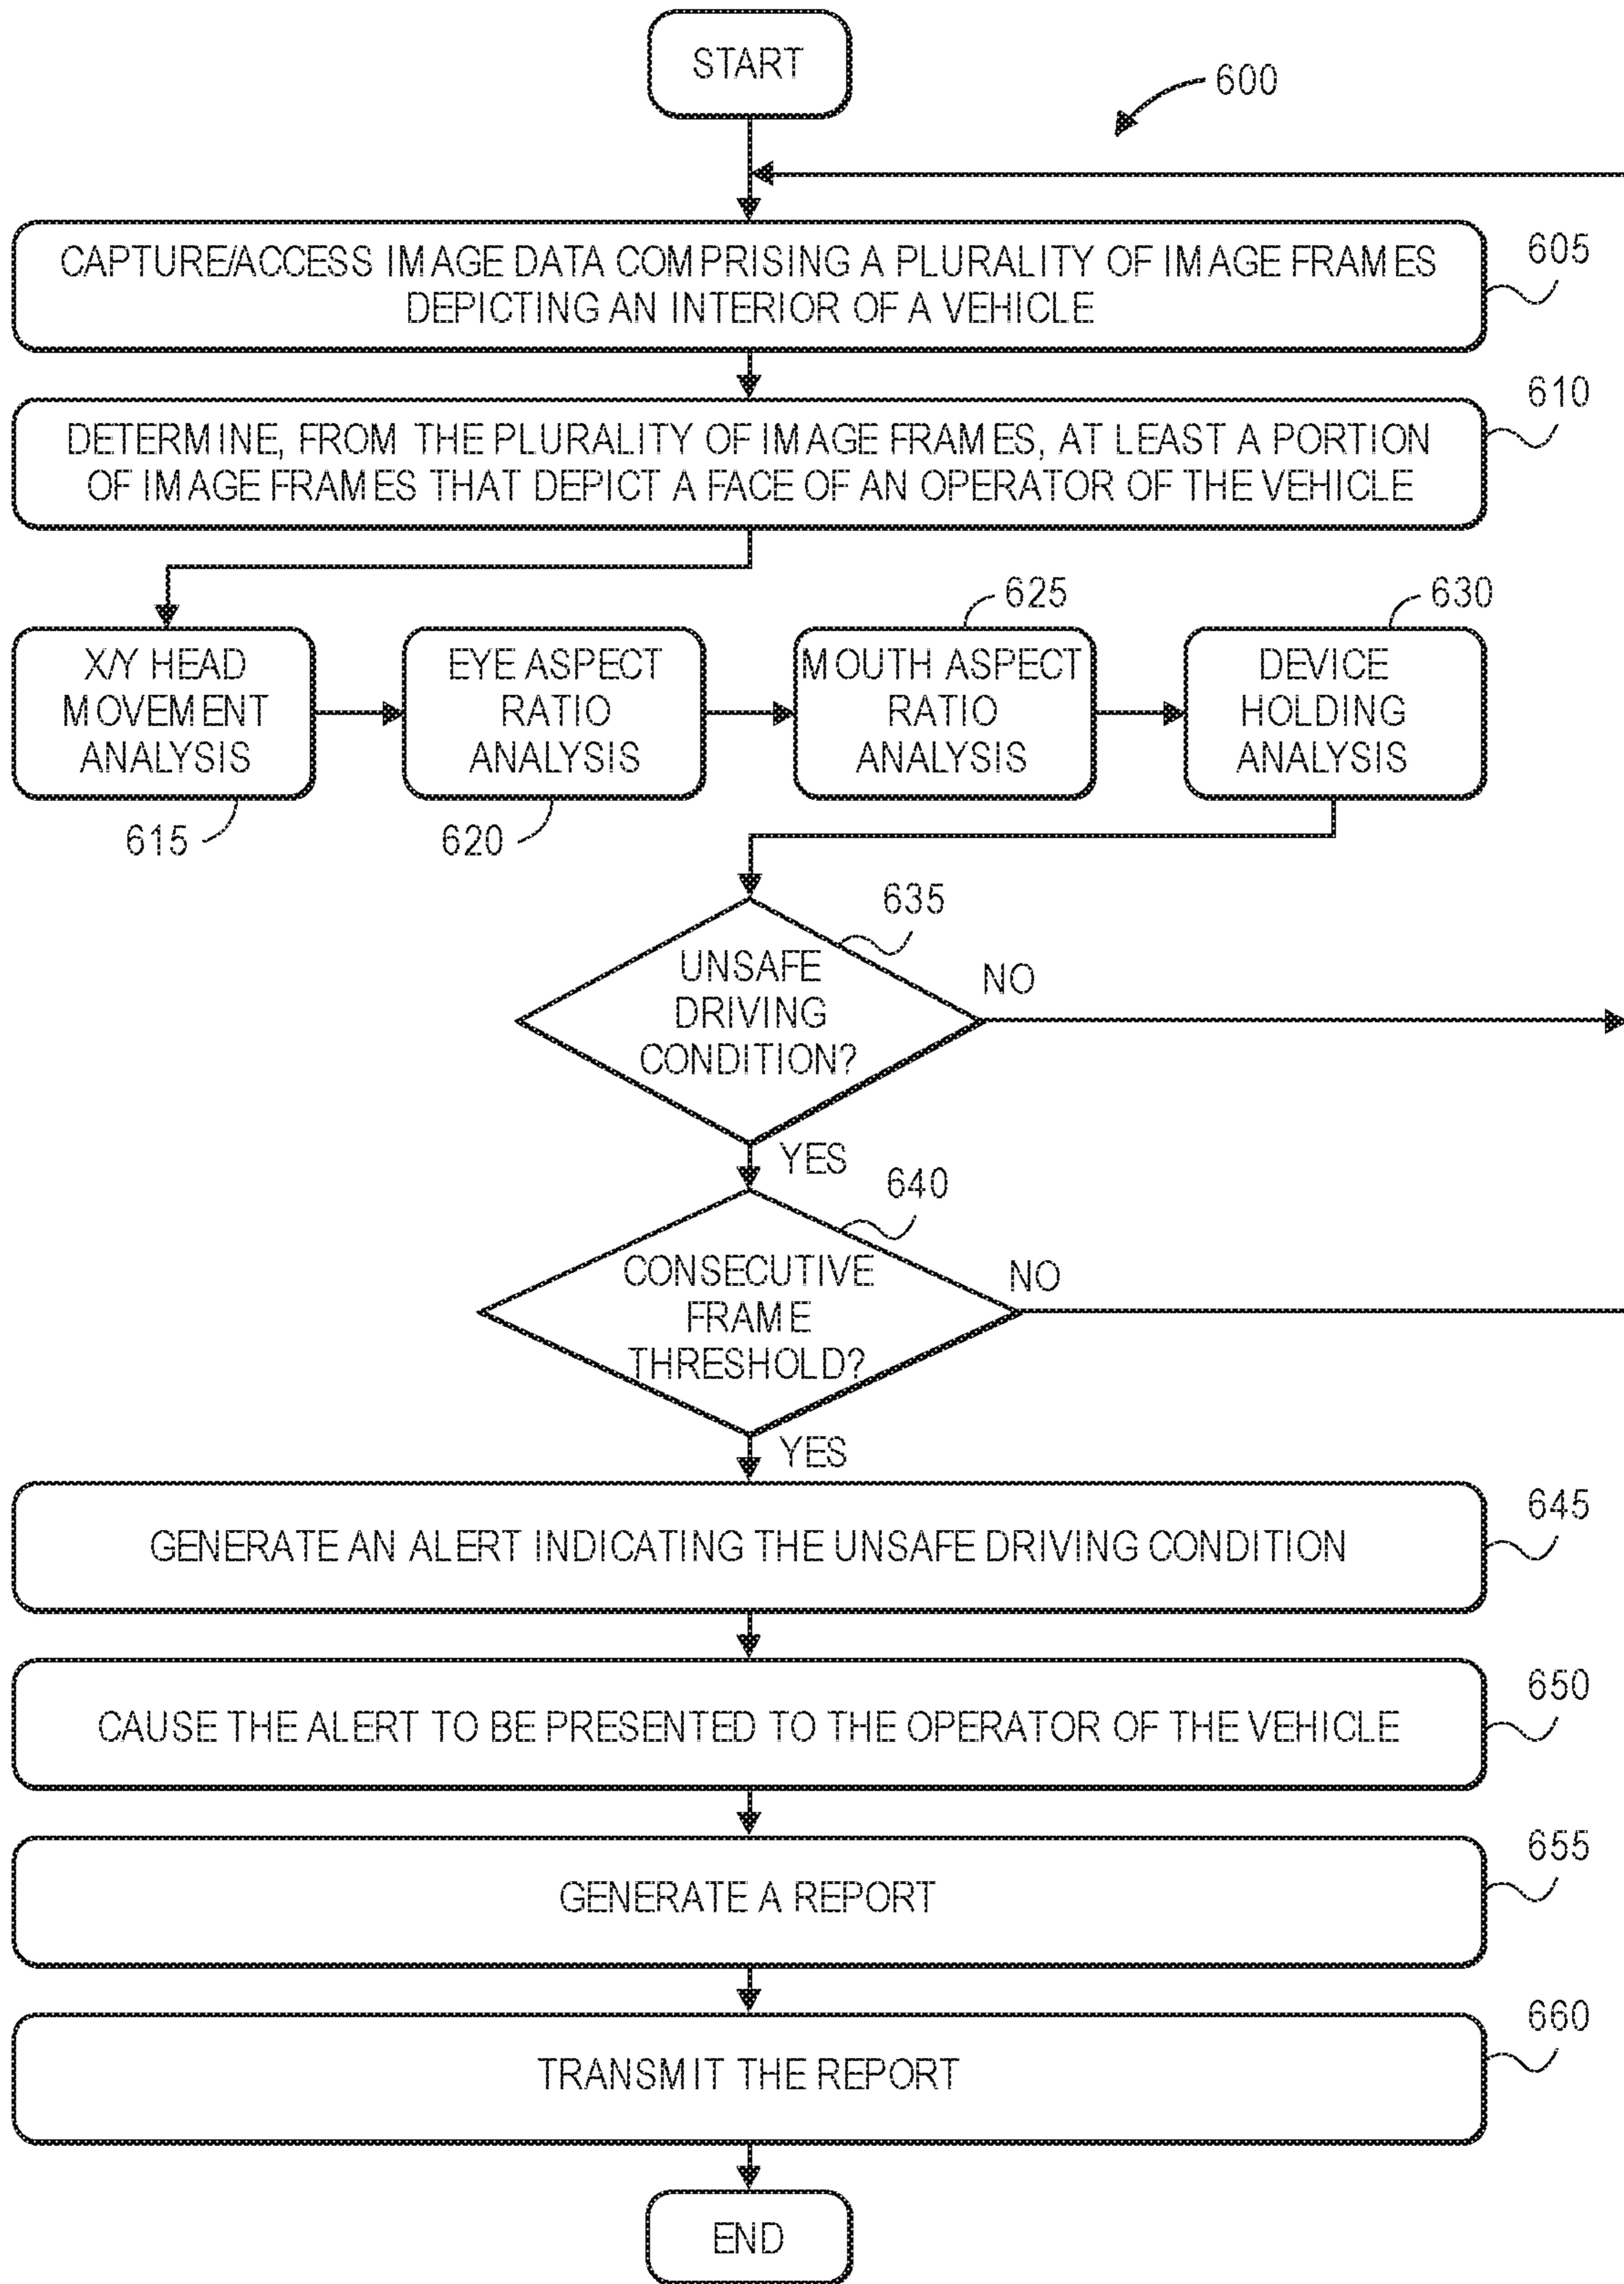 START
600
CAPTURE/ACCESS IMAGE DATA COMPRISING A PLURALITY OF IMAGE FRAMES
DEPICTING AN INTERIOR OF A VEHICLE
605
DETERMINE, FROM THE PLURALITY OF IMAGE FRAMES, AT LEAST A PORTION
OF IMAGE FRAMES THAT DEPICT A FACE OF AN OPERATOR OF THE VEHICLE
610
X/Y HEAD
MOVEMENT
ANALYSIS
615
EYE ASPECT
RATIO
ANALYSIS
620
625
MOUTH ASPECT
RATIO
ANALYSIS
630
DEVICE
HOLDING
ANALYSIS
635
UNSAFE
DRIVING
CONDITION?
NO
YES
640
CONSECUTIVE
FRAME
THRESHOLD?
NO
YES
GENERATE AN ALERT INDICATING THE UNSAFE DRIVING CONDITION
645
CAUSE THE ALERT TO BE PRESENTED TO THE OPERATOR OF THE VEHICLE
650
GENERATE A REPORT
655
TRANSMIT THE REPORT
660
END